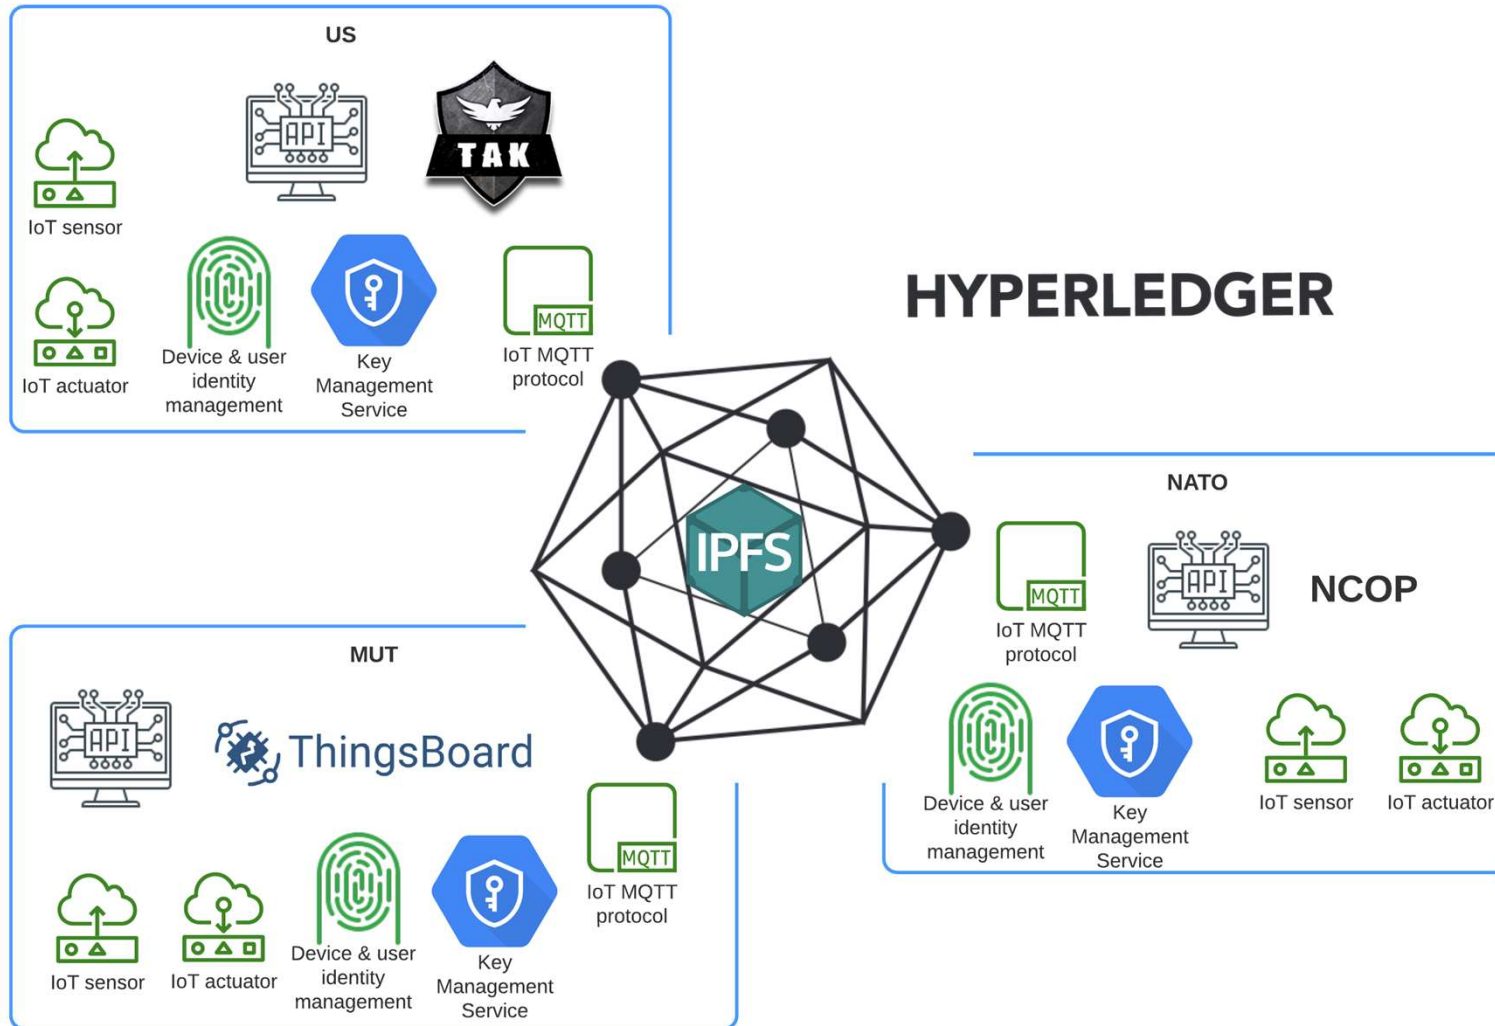 US
API
TAK
IoT sensor
IoT actuator
Device & user
identity
management
Key
Management
Service
MQTT
IoT MQTT
protocol
HYPERLEDGER
IPFS
NATO
MQTT
IoT MQTT
protocol
API
NCOP
Device & user
identity
management
Key
Management
Service
IoT sensor
IoT actuator
MUT
API
ThingsBoard
IoT sensor
IoT actuator
Device & user
identity
management
Key
Management
Service
MQTT
IoT MQTT
protocol